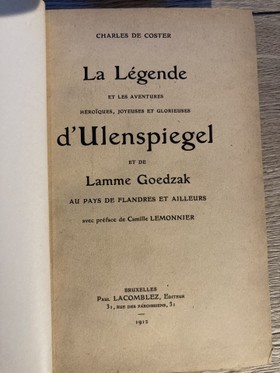 CHARLES DE COSTER
La Légende
ET LES AVENTURES
HÉROÏQUES, JOYEUSES ET GLORIEUSES
d'Ulenspiegel
ET DE
Lamme Goedzak
AU PAYS DE FLANDRES ET AILLEURS
avec préface de Camille LEMONNIER
BRUXELLES
PAUL LACOMBLEZ, ÉDITEUR
31, RUE DES PAROISSIENS, 31
1912